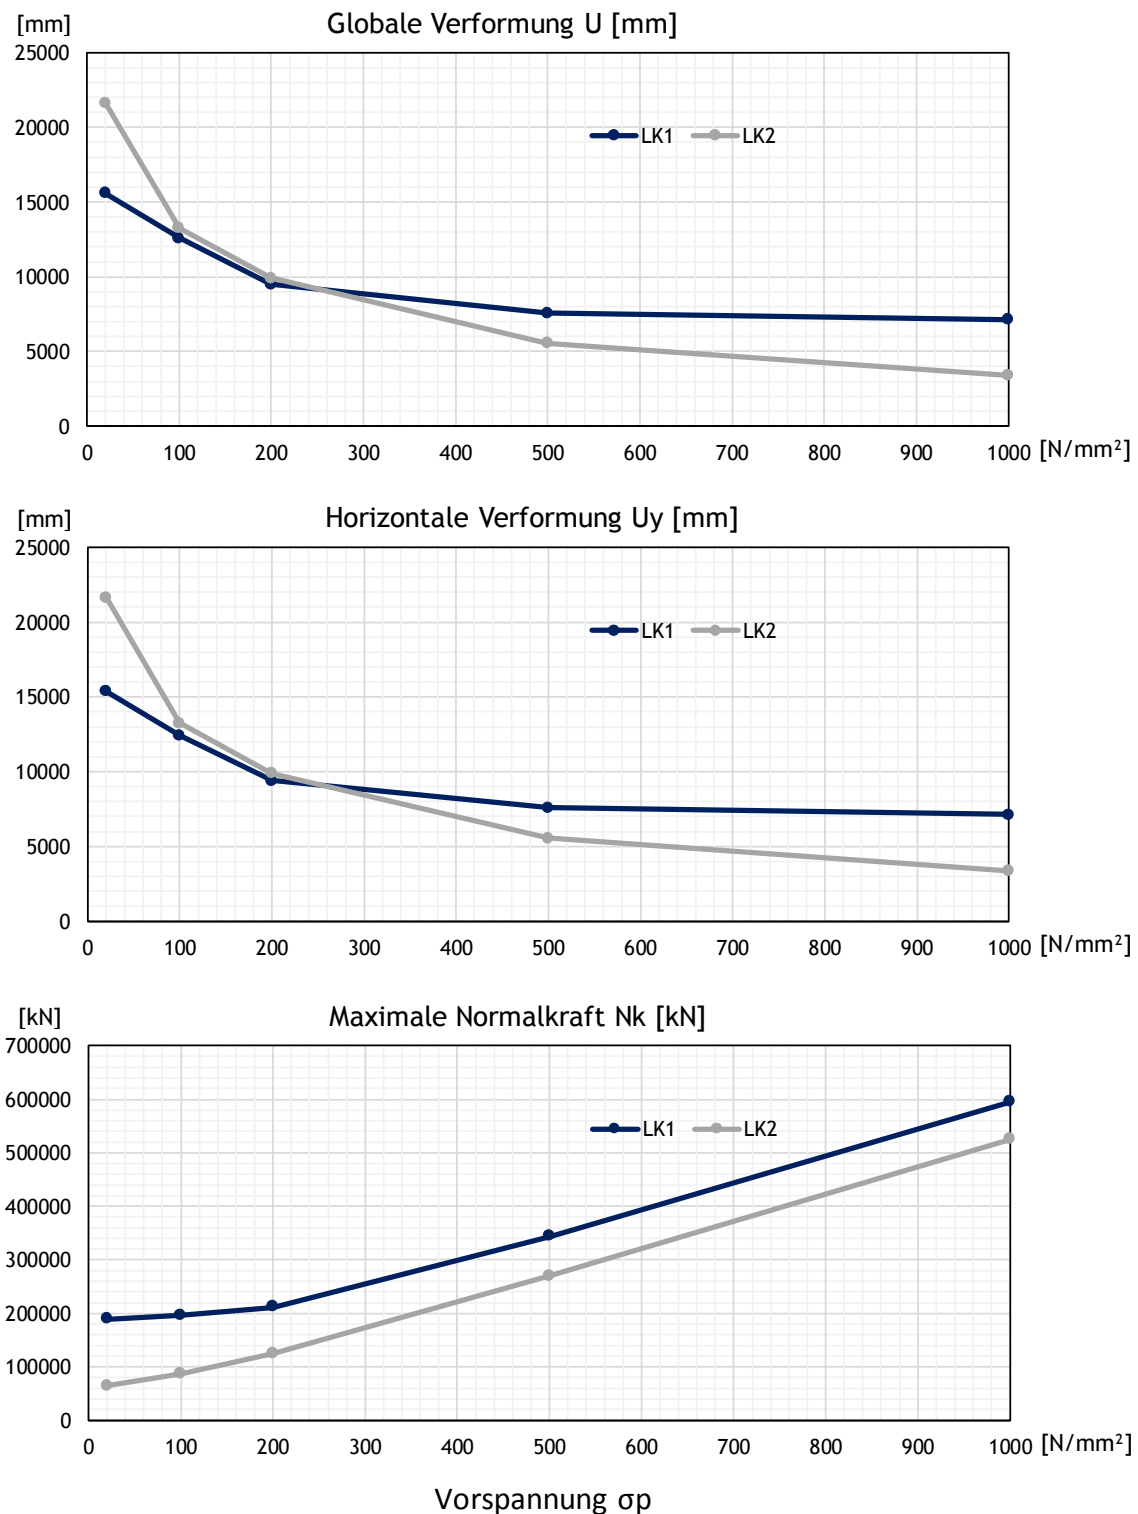 [mm] Globale Verformung U [mm]
25000
20000
LK1 LK2
15000
10000
5000
0
0 100 200 300 400 500 600 700 800 900 1000 [N/mm²]
[mm] Horizontale Verformung Uy [mm]
25000
20000
LK1 LK2
15000
10000
5000
0
0 100 200 300 400 500 600 700 800 900 1000 [N/mm²]
[kN] Maximale Normalkraft Nk [kN]
700000
600000
LK1 LK2
500000
400000
300000
200000
100000
0
0 100 200 300 400 500 600 700 800 900 1000 [N/mm²]
Vorspannung σp